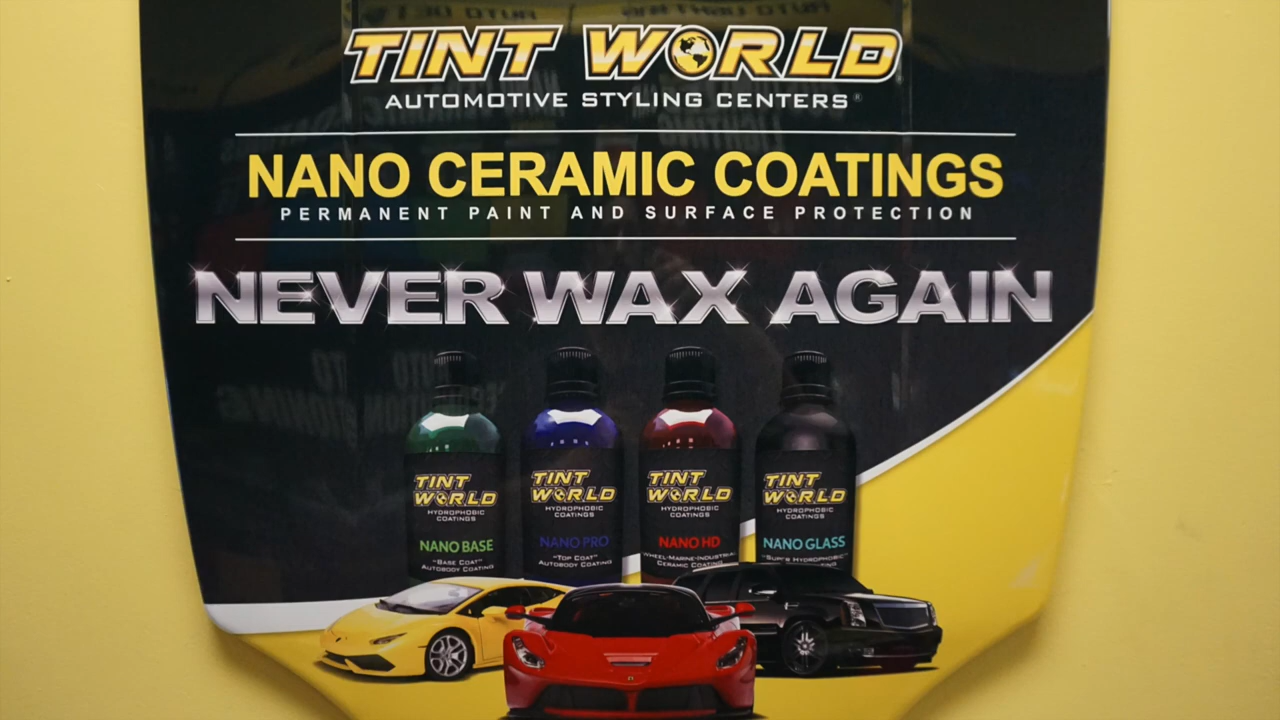 TINT WORLD
AUTOMOTIVE STYLING CENTERS®
NANO CERAMIC COATINGS
PERMANENT PAINT AND SURFACE PROTECTION
NEVER WAX AGAIN
TINT
WORLD
HYDROPHOBIC
COATINGS
NANO BASE
"BASE COAT"
AUTOBODY COATING
TINT
WORLD
HYDROPHOBIC
COATINGS
NANO PRO
"TOP COAT"
AUTOBODY COATING
TINT
WORLD
HYDROPHOBIC
COATINGS
NANO HD
WHEEL-MARINE-INDUSTRIAL
CERAMIC COATING
TINT
WORLD
HYDROPHOBIC
COATINGS
NANO GLASS
"SUPER HYDROPHOBIC"